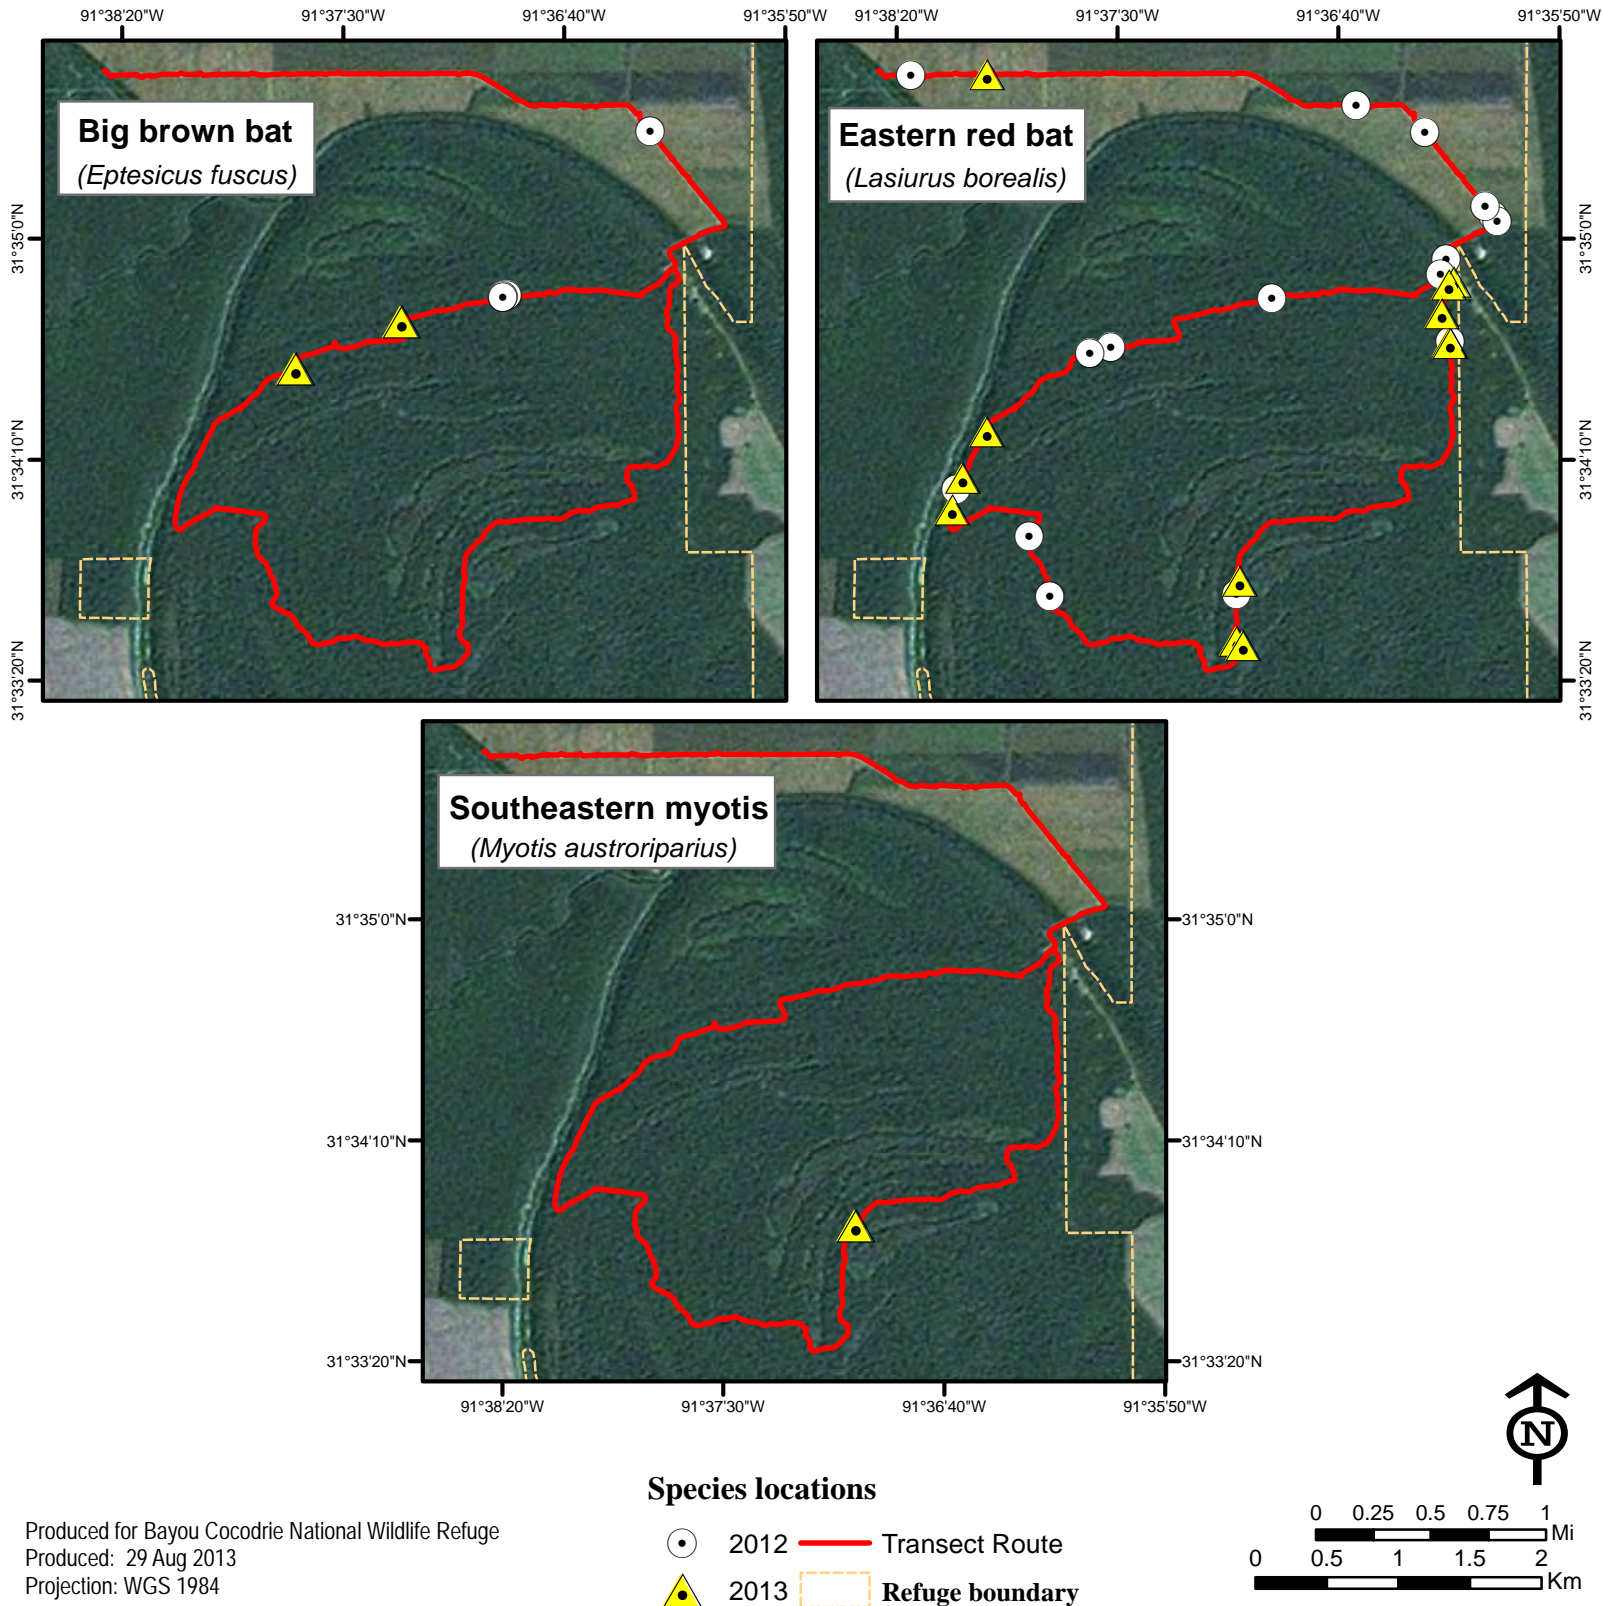 91°38'20"W 91°37'30"W 91°36'40"W 91°35'50"W 91°38'20"W 91°37'30"W 91°36'40"W 91°35'50"W
Big brown bat
(Eptesicus fuscus)
Eastern red bat
(Lasiurus borealis)
31°35'0"N
31°34'10"N
31°33'20"N
31°35'0"N
31°34'10"N
31°33'20"N
Southeastern myotis
(Myotis austroriparius)
31°35'0"N 31°35'0"N
31°34'10"N 31°34'10"N
31°33'20"N 31°33'20"N
91°38'20"W 91°37'30"W 91°36'40"W 91°35'50"W
N
Species locations
2012 Transect Route
2013 Refuge boundary
Produced for Bayou Cocodrie National Wildlife Refuge
Produced: 29 Aug 2013
Projection: WGS 1984
0 0.25 0.5 0.75 1
Mi
0 0.5 1 1.5 2
Km